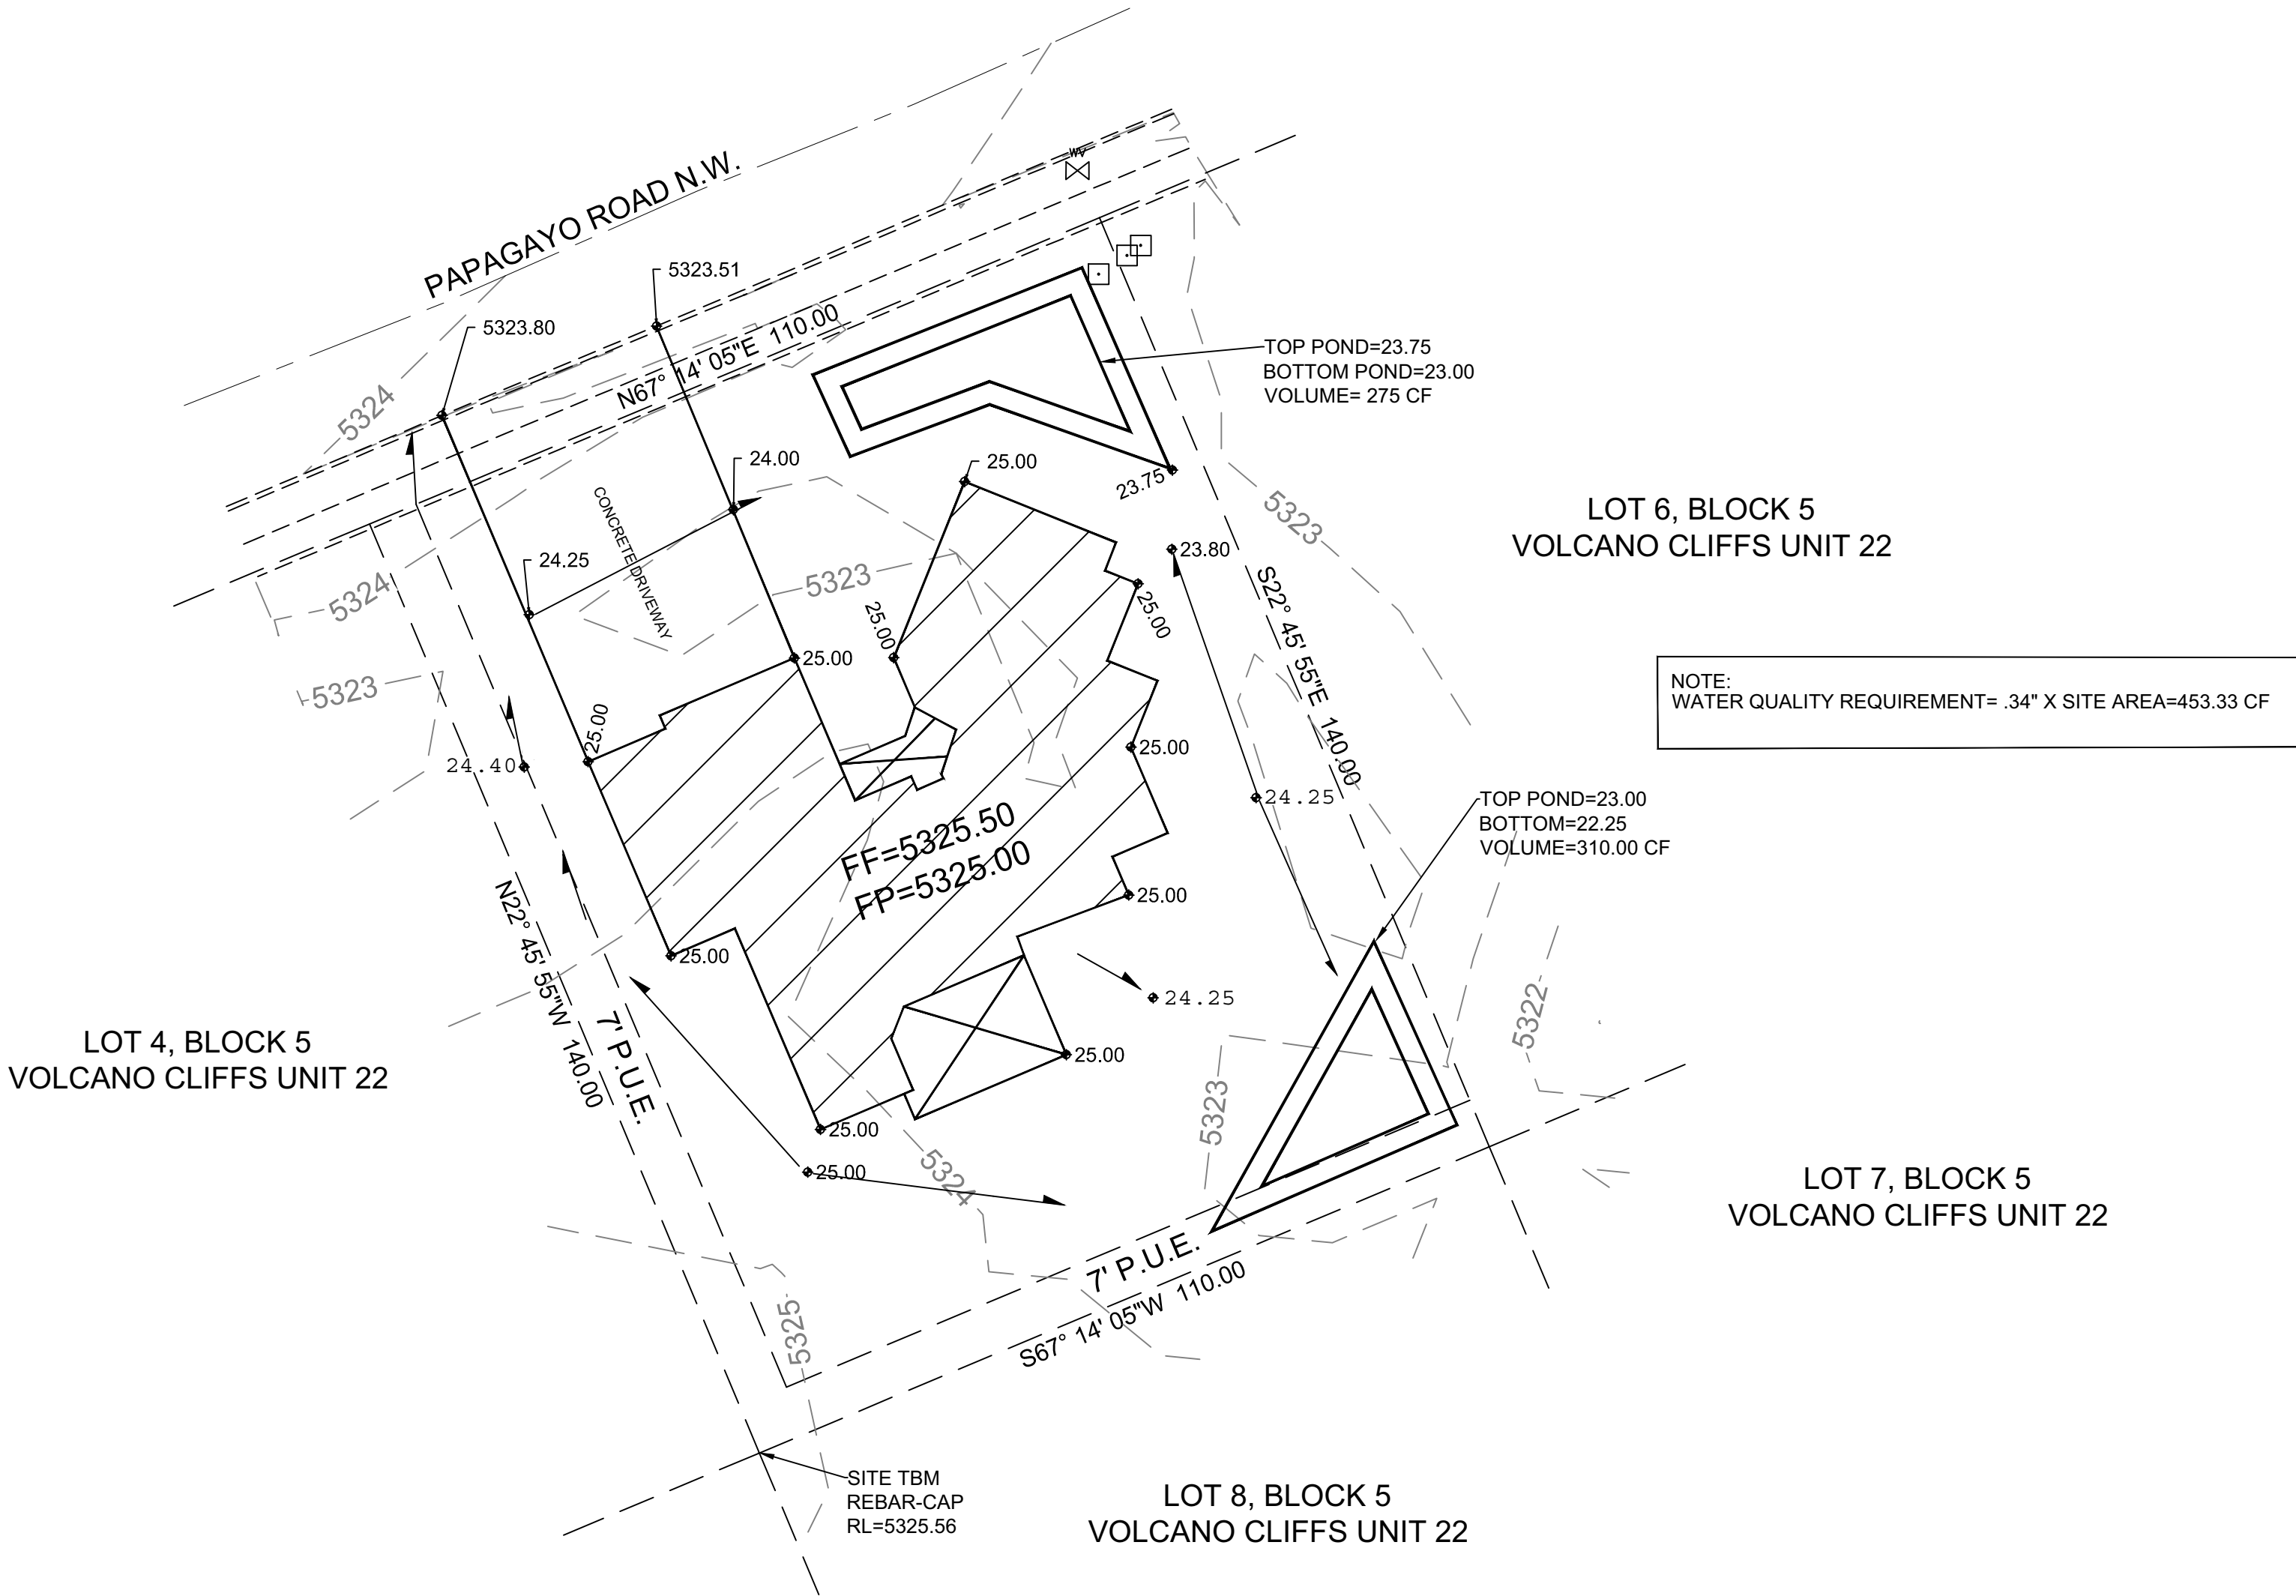 WV
PAPAGAYO ROAD N.W.
5323.51
5323.80
N67° 14' 05"E 110.00
TOP POND=23.75
BOTTOM POND=23.00
VOLUME= 275 CF
5324
24.00
25.00
23.75
CONCRETE DRIVEWAY
5323
LOT 6, BLOCK 5
VOLCANO CLIFFS UNIT 22
24.25
23.80
5324
5323
25.00
25.00
S22° 45' 55"E 140.00
25.00
5323
NOTE:
WATER QUALITY REQUIREMENT= .34" X SITE AREA=453.33 CF
25.00
24.40
25.00
24.25
TOP POND=23.00
BOTTOM=22.25
VOLUME=310.00 CF
FF=5325.50
FP=5325.00
25.00
N22° 45' 55"W 140.00
25.00
24.25
5322
LOT 4, BLOCK 5
VOLCANO CLIFFS UNIT 22
7' P.U.E.
25.00
5323
25.00
25.00
5324
LOT 7, BLOCK 5
VOLCANO CLIFFS UNIT 22
7' P.U.E.
S67° 14' 05"W 110.00
5325
SITE TBM
REBAR-CAP
RL=5325.56
LOT 8, BLOCK 5
VOLCANO CLIFFS UNIT 22